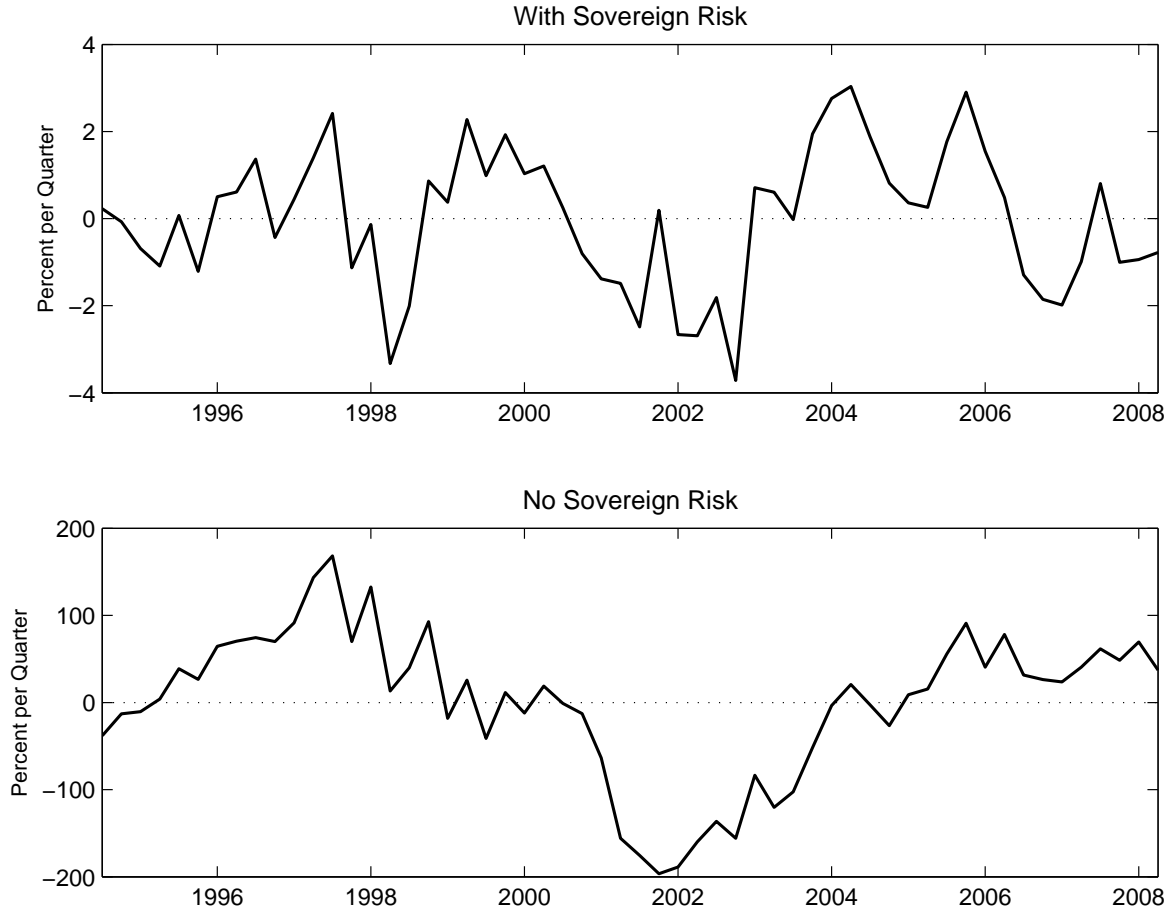 With Sovereign Risk
Percent per Quarter
4
2
0
−2
−4
1996 1998 2000 2002 2004 2006 2008
No Sovereign Risk
Percent per Quarter
200
100
0
−100
−200
1996 1998 2000 2002 2004 2006 2008